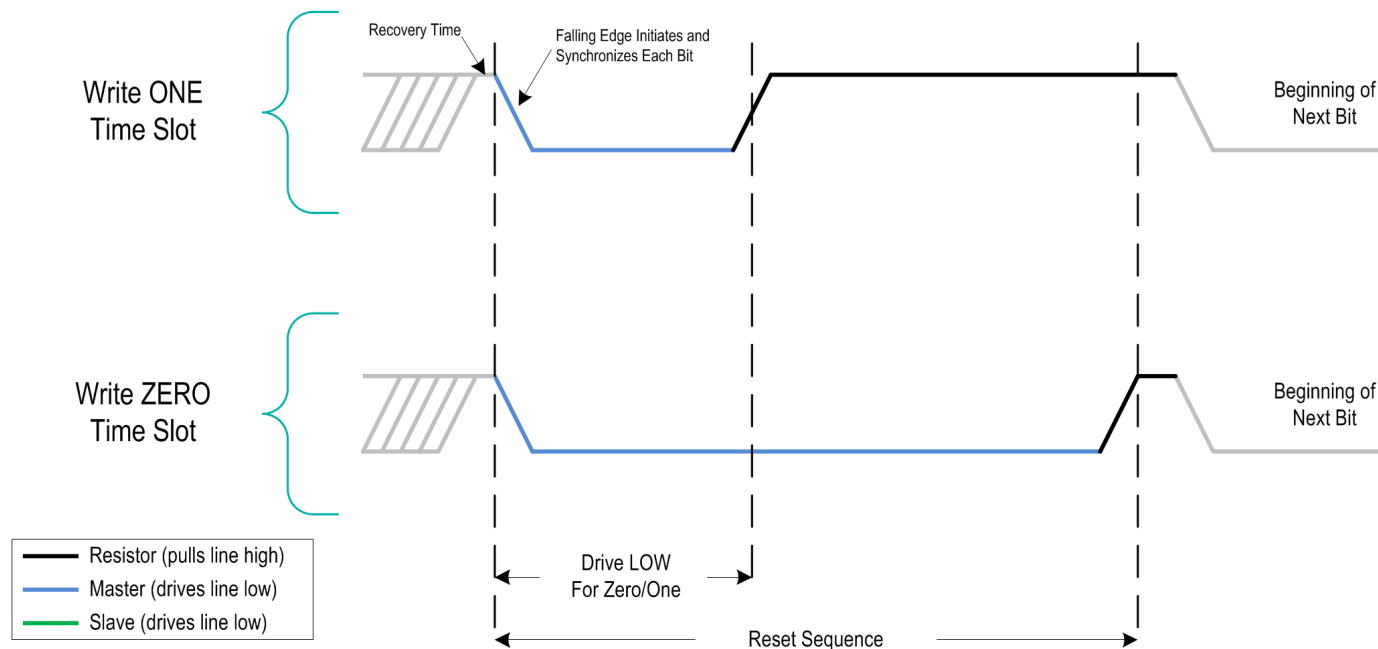 Recovery Time
Falling Edge Initiates and
Synchronizes Each Bit
Write ONE
Time Slot
Beginning of
Next Bit
Write ZERO
Time Slot
Beginning of
Next Bit
Resistor (pulls line high)
Master (drives line low)
Slave (drives line low)
Drive LOW
For Zero/One
Reset Sequence